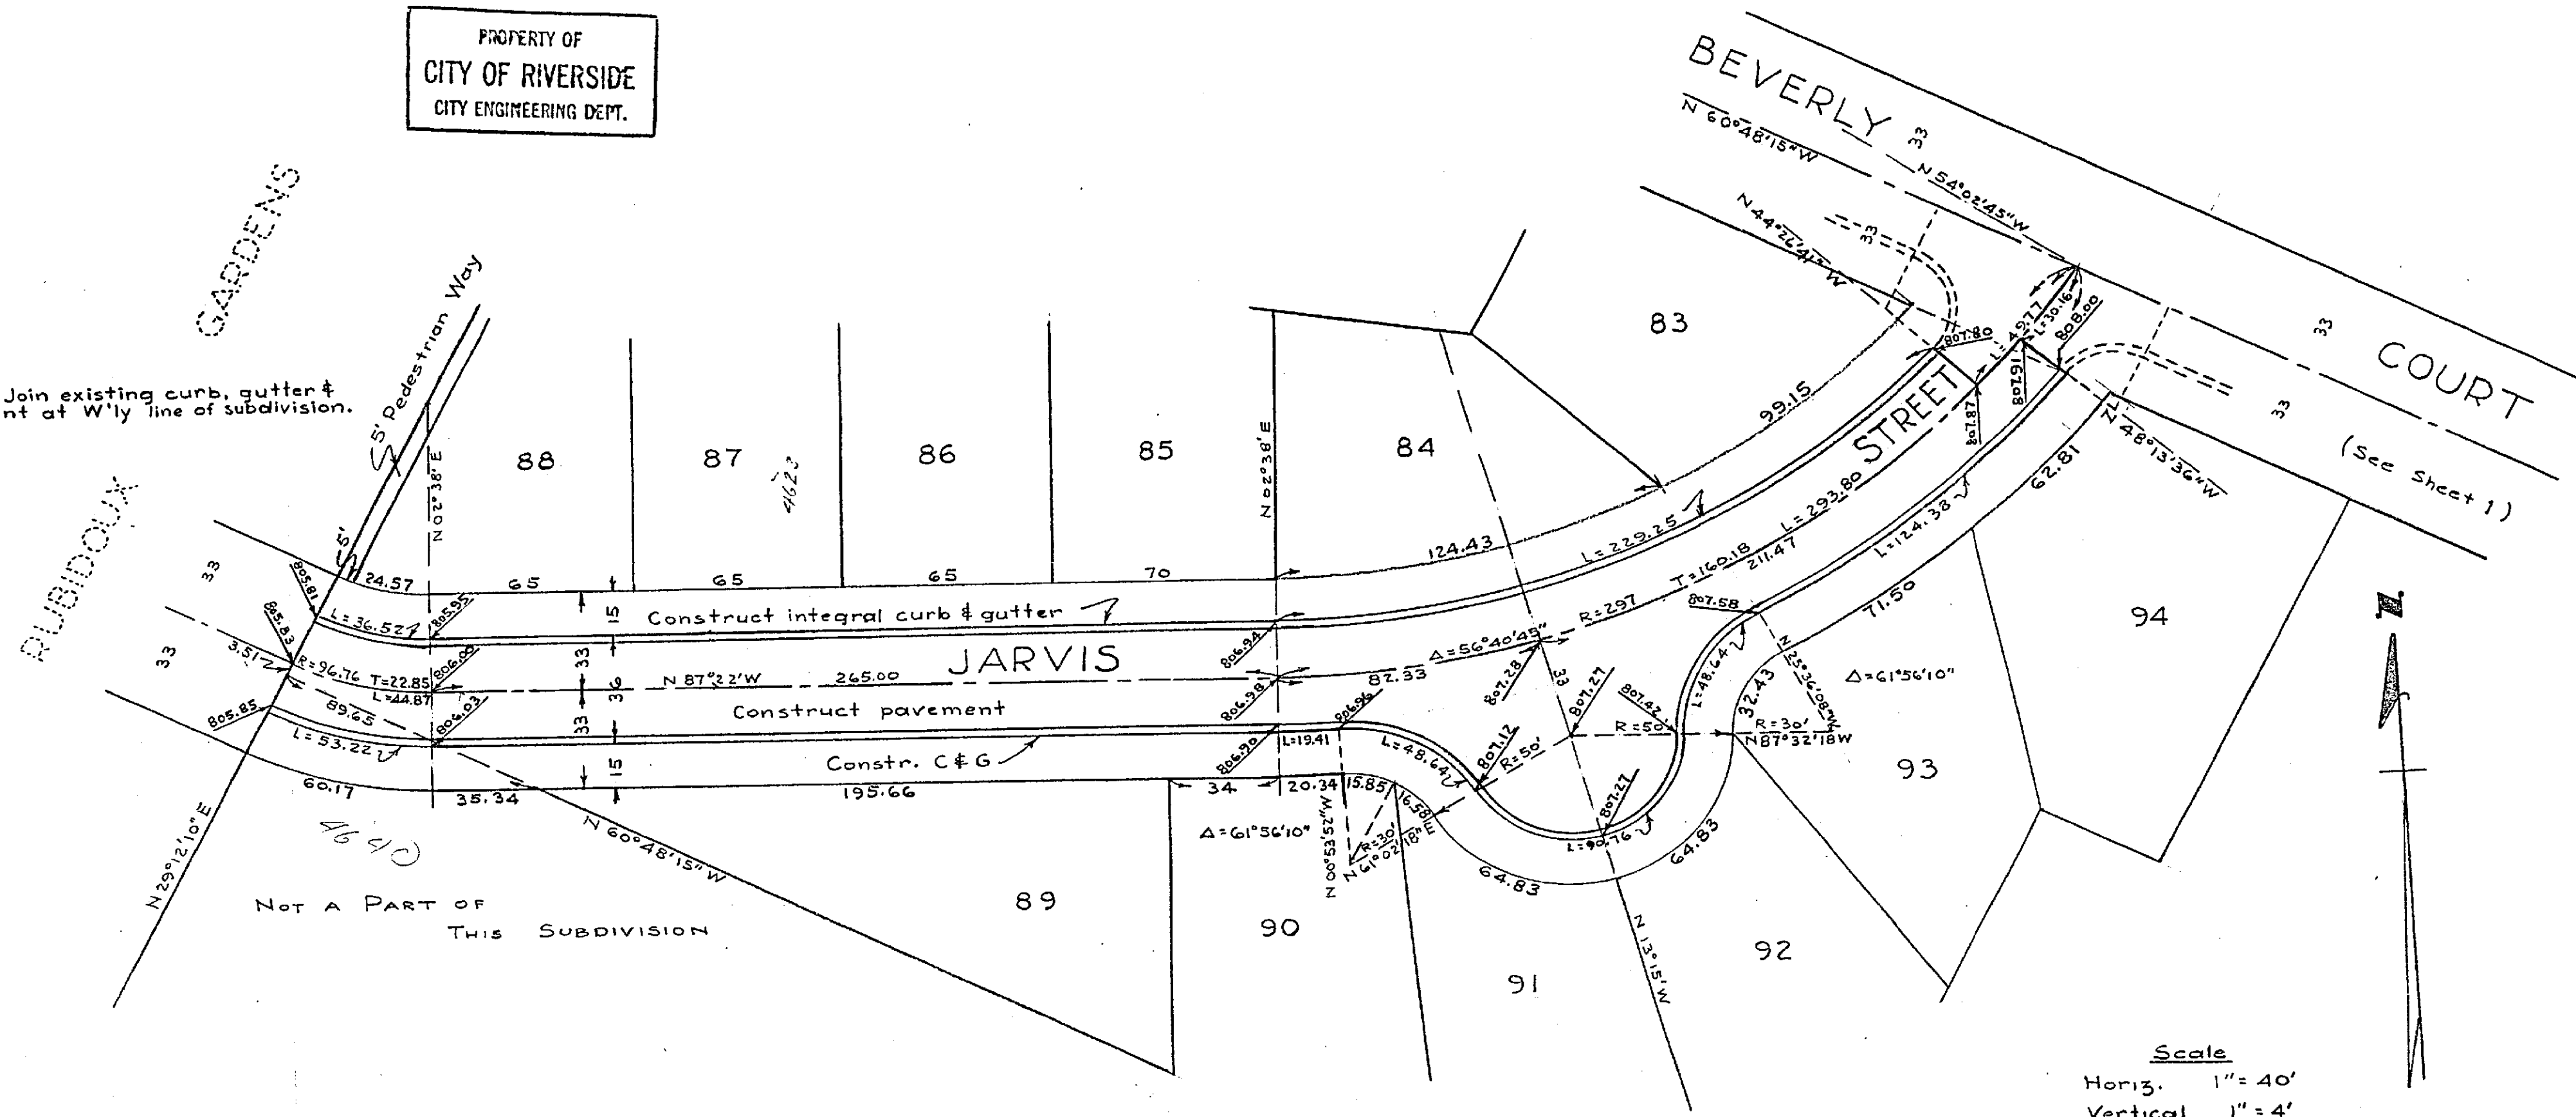 PROPERTY OF
CITY OF RIVERSIDE
CITY ENGINEERING DEPT.
BEVERLY
COURT
(See Sheet 1)
N 60°48'15"W
N 54°02'45"W
N 44°26'41" W
33
33
33
33
GARDENS
RUBIDOUX
5' Pedestrian Way
5'
Join existing curb, gutter &
nt at W'ly line of subdivision.
88
87
4623
86
85
84
83
N 02°38' E
N 02°38' E
807.80
L=49.77
L=30.16
808.00
807.91
807.87
N 48°13'36"W
99.15
STREET
62.81
33
33
24.57
65
65
65
70
124.43
L=229.25
L=293.80
T=160.18
211.47
R=297
L=124.38
71.50
94
805.81
805.83
805.85
805.95
L=36.52
15
Construct integral curb & gutter
806.94
JARVIS
3.51
R=96.76 T=22.85
L=44.87
806.00
33
36
33
N 87°22'W
265.00
82.33
Δ=56°40'45"
807.28
33
807.27
807.58
L=48.64
N 25°36'08"W
Δ=61°56'10"
89.65
806.03
Construct pavement
806.98
806.96
807.42
32.43
R=50'
R=30'
N87°32'18W
L=53.22
806.90
L=19.41
L=48.64
807.12
R=50'
Constr. C & G
15
60.17
35.34
195.66
34
20.34
15.85
16.58
807.27
L=90.76
93
N 29°12'10" E
4640
N 60°48'15" W
Δ=61°56'10"
N 00°53'52"W
R=30'
N 61°02'18"E
64.83
64.83
NOT A PART OF
THIS SUBDIVISION
89
90
91
92
N 13°15'W
N
Scale
Horiz. 1"= 40'
Vertical 1" = 4'